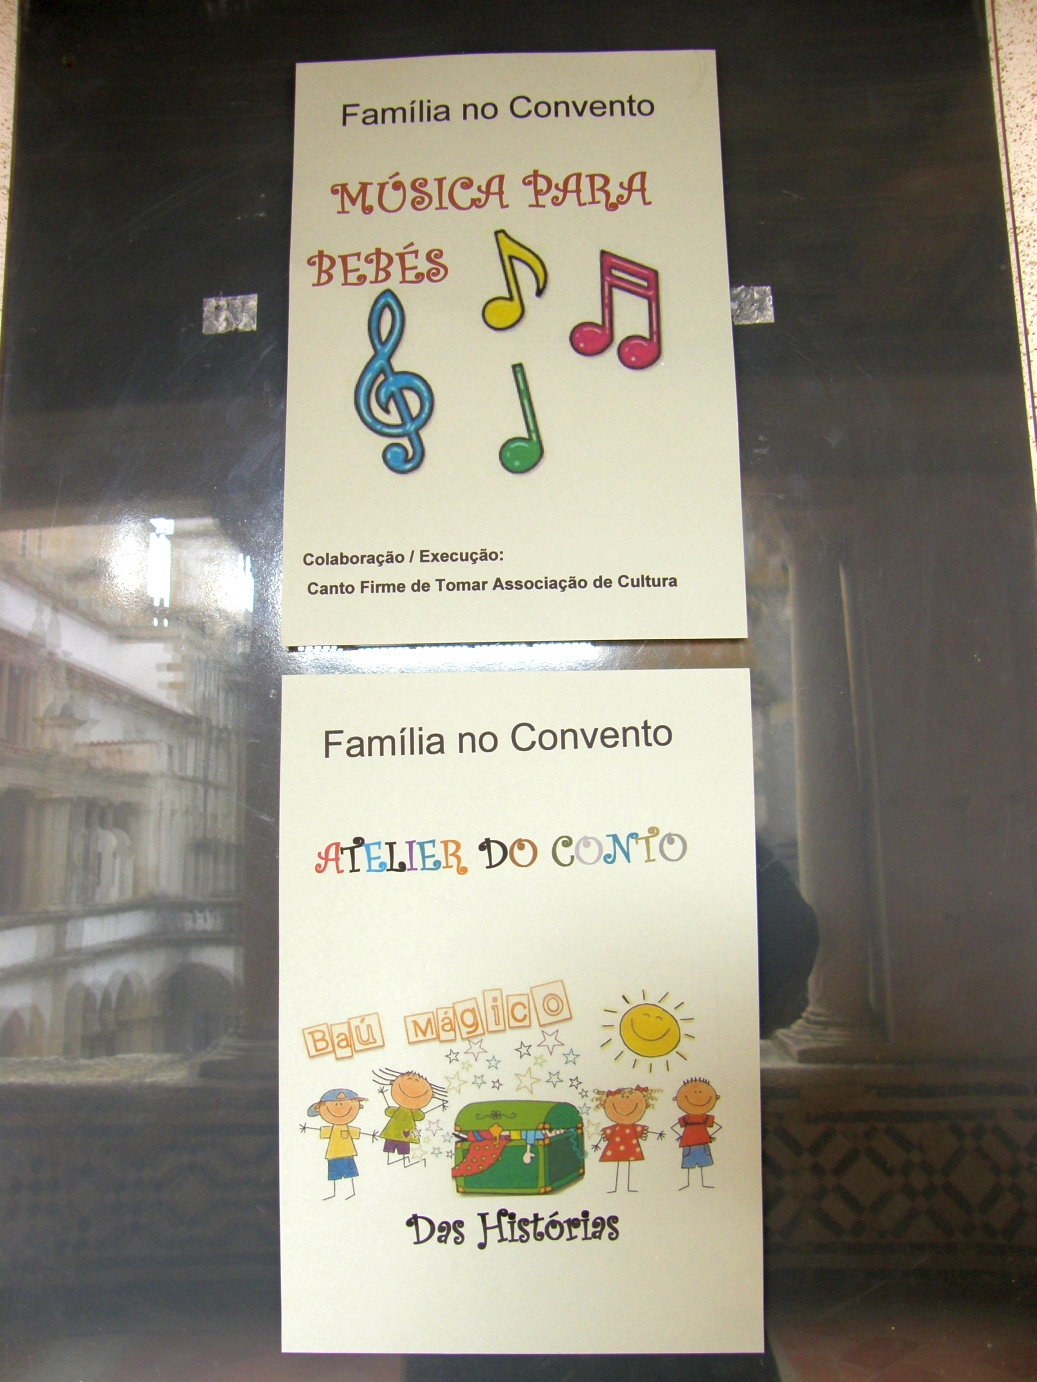 Família no Convento
MÚSICA PARA
BEBÉS
Colaboração / Execução:
Canto Firme de Tomar Associação de Cultura
Família no Convento
ATELIER DO CONTO
Baú Mágico
Das Histórias